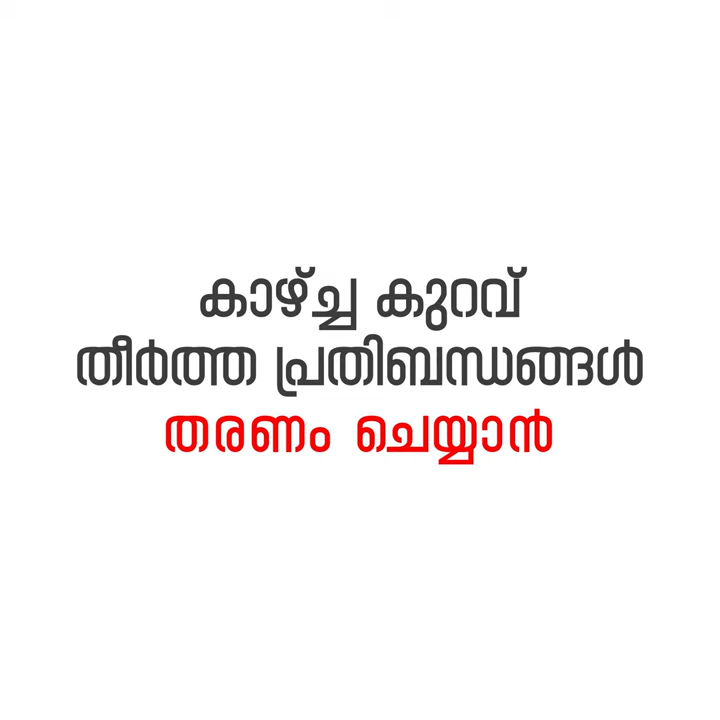 കാഴ്ച്ച കുറവ്
തീർത്ത പ്രതിബന്ധങ്ങൾ
തരണം ചെയ്യാൻ